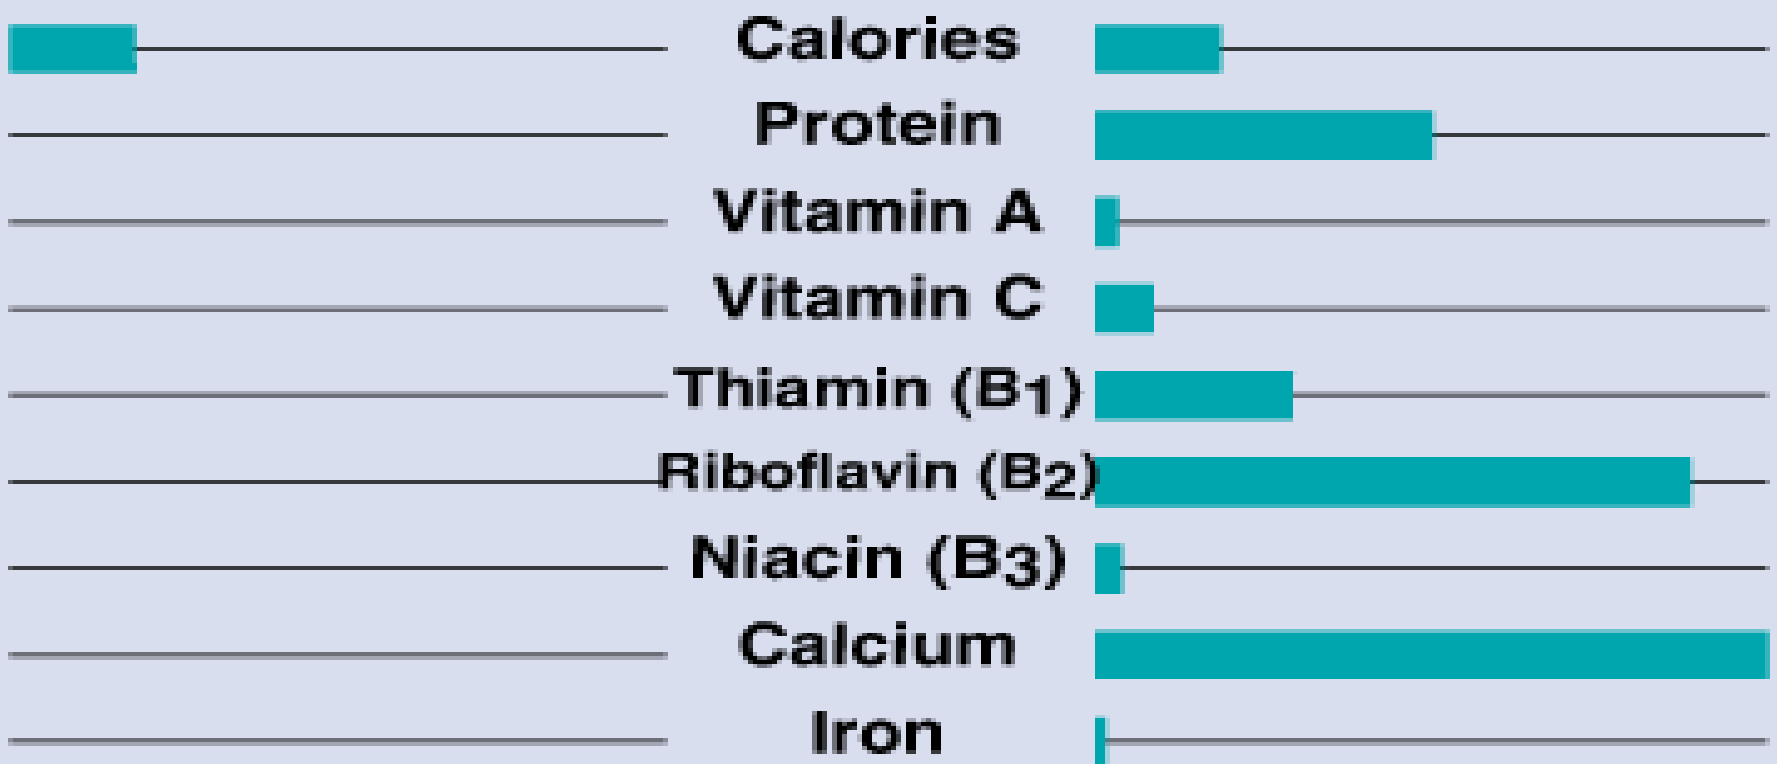 Calories
Protein
Vitamin A
Vitamin C
Thiamin (B1)
Riboflavin (B2)
Niacin (B3)
Calcium
Iron